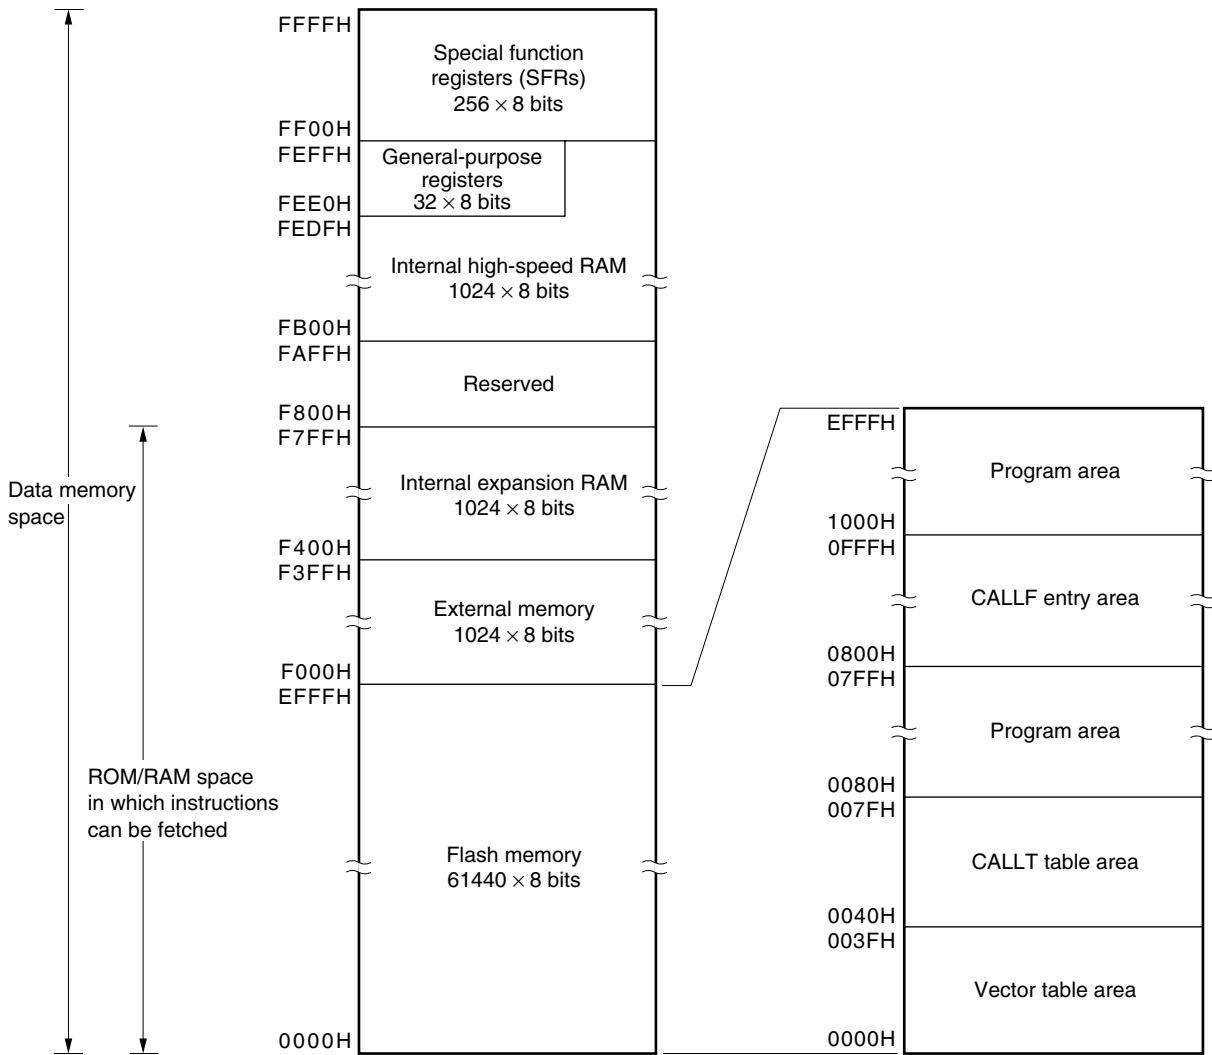 FFFFH
Special function
registers (SFRs)
256 × 8 bits
FF00H
FEFFH
General-purpose
registers
32 × 8 bits
FEE0H
FEDFH
Internal high-speed RAM
1024 × 8 bits
FB00H
FAFFH
Reserved
F800H
F7FFH
Data memory
space
Internal expansion RAM
1024 × 8 bits
F400H
F3FFH
External memory
1024 × 8 bits
F000H
EFFFH
ROM/RAM space
in which instructions
can be fetched
Flash memory
61440 × 8 bits
0000H
EFFFH
Program area
1000H
0FFFH
CALLF entry area
0800H
07FFH
Program area
0080H
007FH
CALLT table area
0040H
003FH
Vector table area
0000H